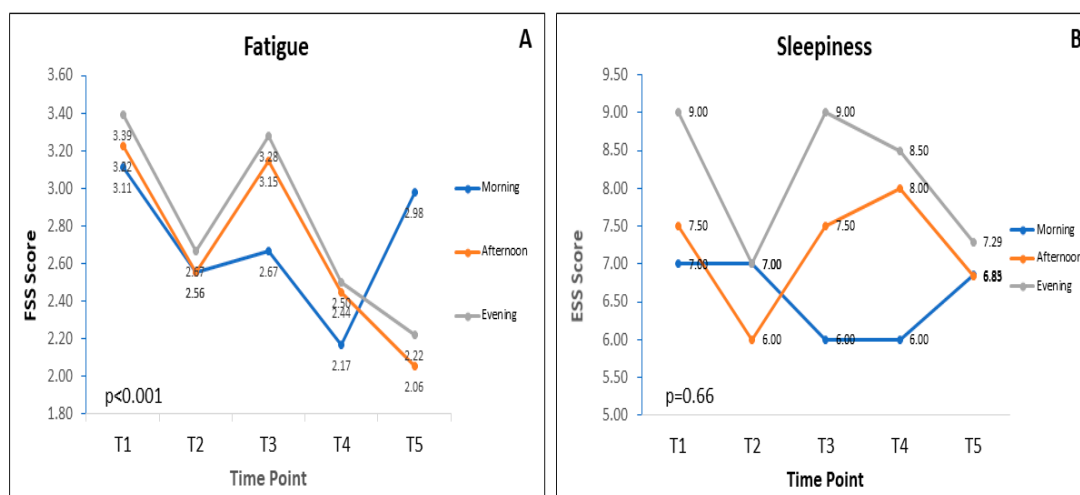 Fatigue
A
3.60
3.40
3.20
3.00
2.80
2.60
2.40
2.20
2.00
1.80
FSS Score
3.39
3.11
2.67
2.56
3.28
3.15
2.67
2.50
2.44
2.17
2.98
2.22
2.06
Morning
Afternoon
Evening
p<0.001
T1 T2 T3 T4 T5
Time Point
Sleepiness
B
9.50
9.00
8.50
8.00
7.50
7.00
6.50
6.00
5.50
5.00
ESS Score
9.00
7.50
7.00
7.00
6.00
9.00
7.50
6.00
8.50
8.00
6.00
7.29
Morning
Afternoon
Evening
p=0.66
T1 T2 T3 T4 T5
Time Point